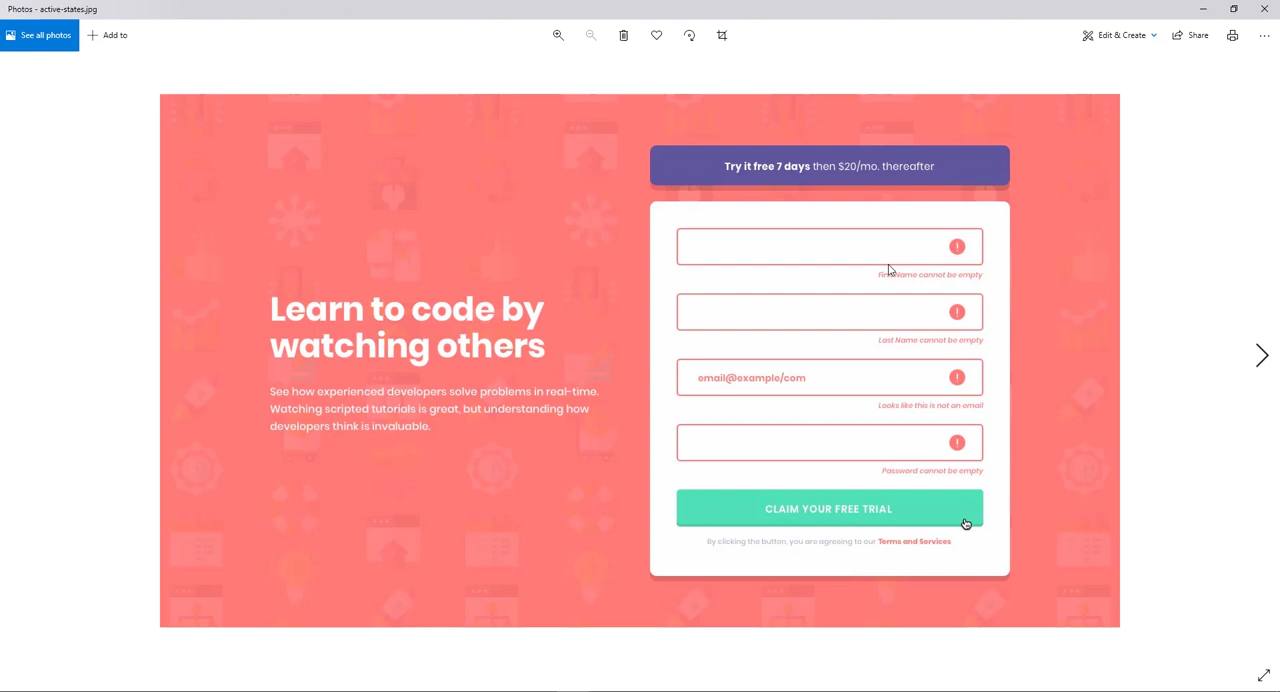 Photos - active-states.jpg
See all photos
Add to
Edit & Create
Share
Try it free 7 days then $20/mo. thereafter
First Name cannot be empty
Last Name cannot be empty
Learn to code by
watching others
See how experienced developers solve problems in real-time.
Watching scripted tutorials is great, but understanding how
developers think is invaluable.
email@example/com
Looks like this is not an email
Password cannot be empty
CLAIM YOUR FREE TRIAL
By clicking the button, you are agreeing to our Terms and Services